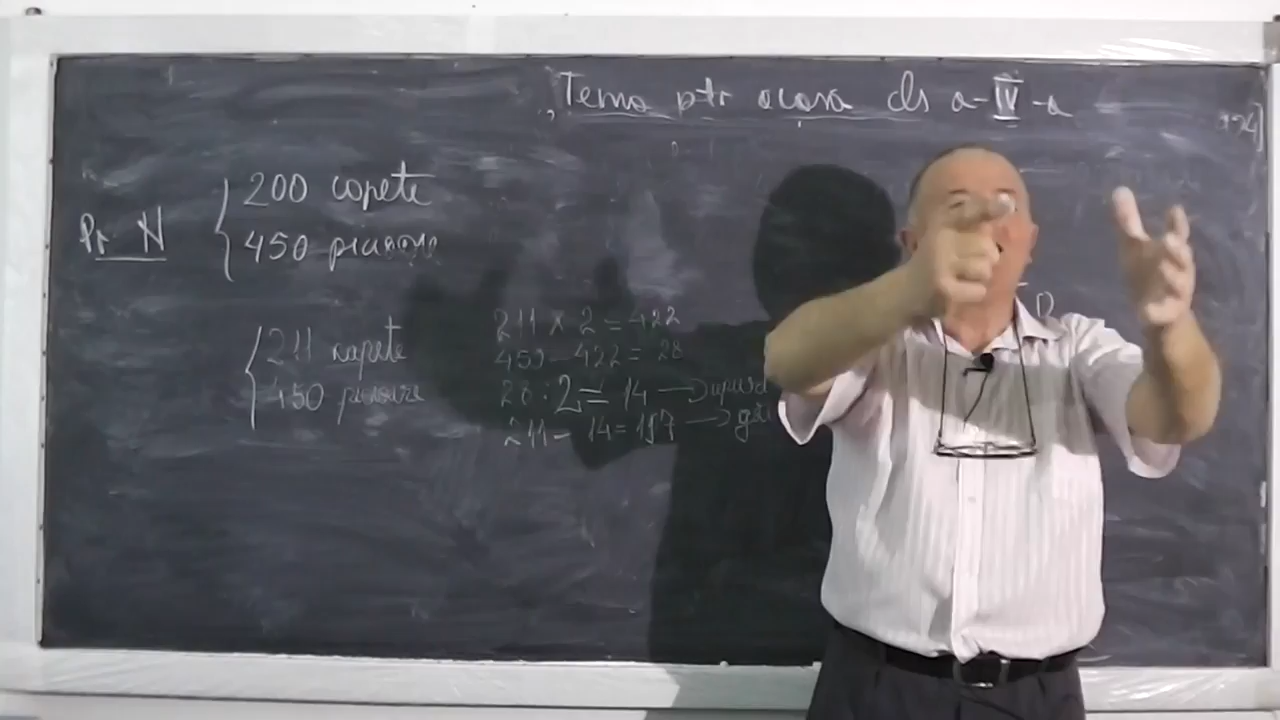 Tema ptr acasa cls a-IV-a
Pr N
200 capete
450 picioare
211 capete
450 picioare
211 x 2 = 422
450 - 422 = 28
28 : 2 = 14 →
211 - 14 = 197 →